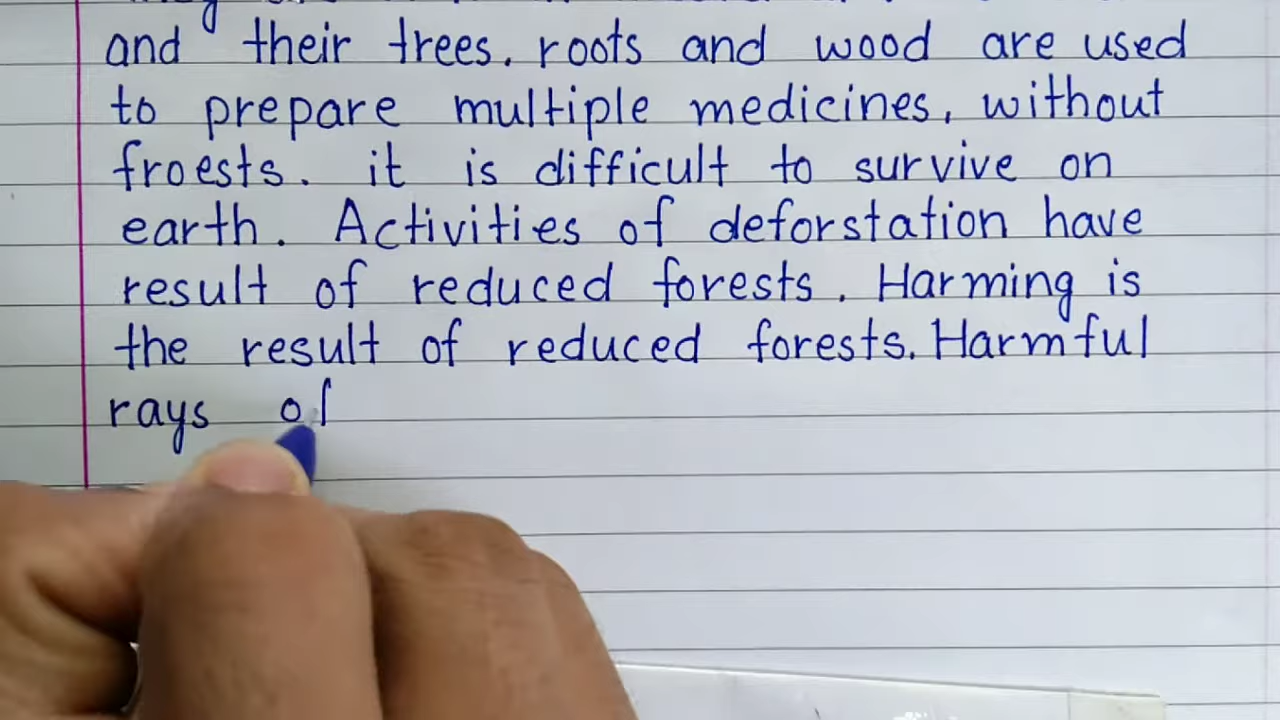 and their trees. roots and wood are used
to prepare multiple medicines, without
froests. it is difficult to survive on
earth. Activities of deforstation have
result of reduced forests. Harming is
the result of reduced forests. Harmful
rays of